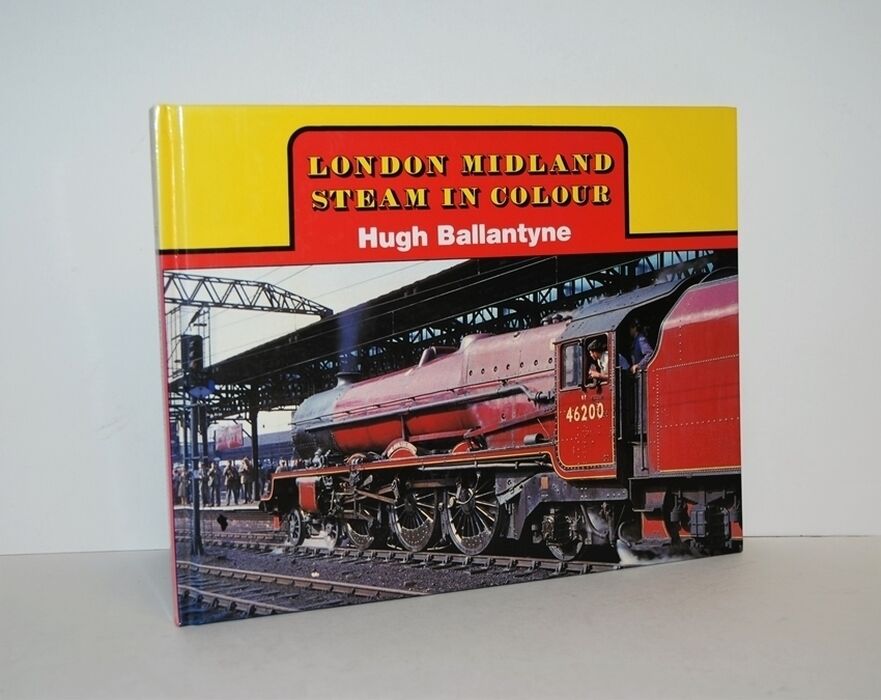 LONDON MIDLAND
STEAM IN COLOUR
Hugh Ballantyne
46200